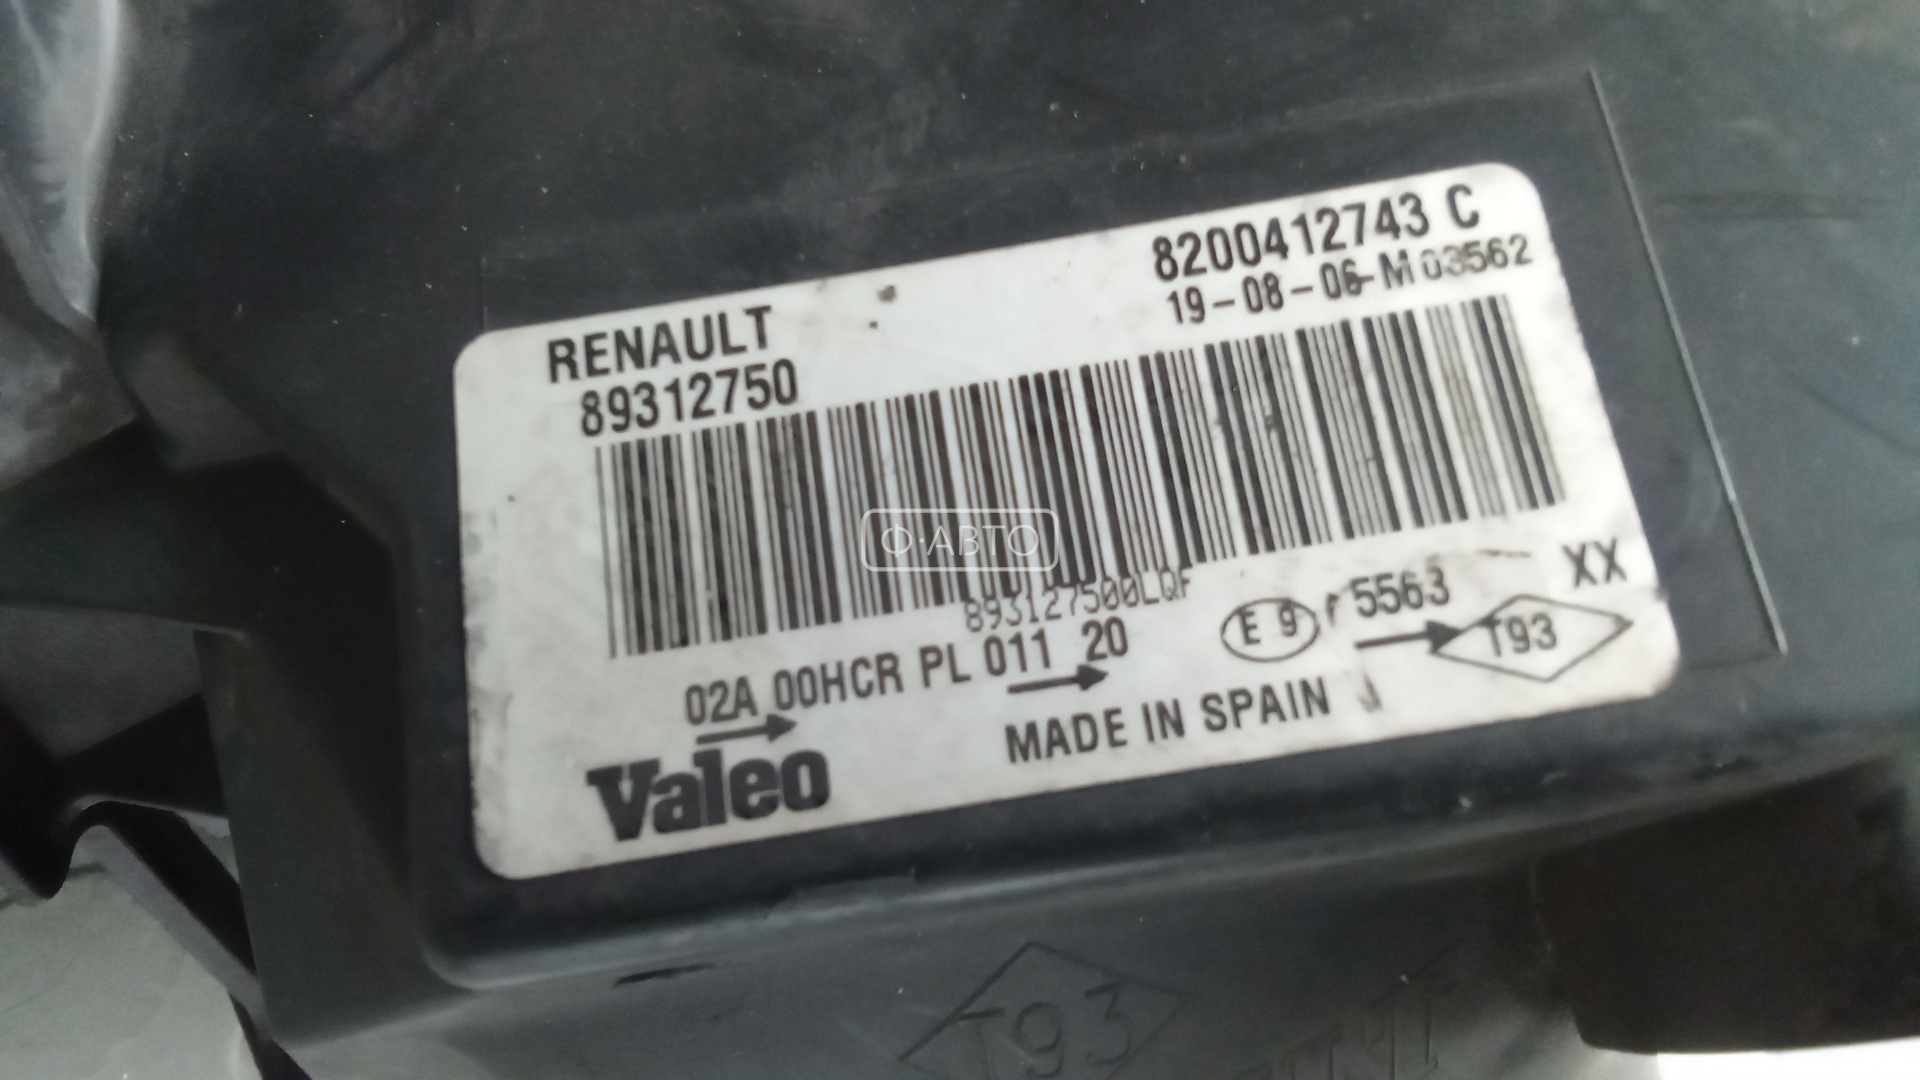 8200412743 C
19-08-06-M 03562
RENAULT
89312750
Ф·АВТО
893127500LQF
XX
5563
02A 00HCR PL 011 20
E 9
T93
MADE IN SPAIN
Valeo
T93